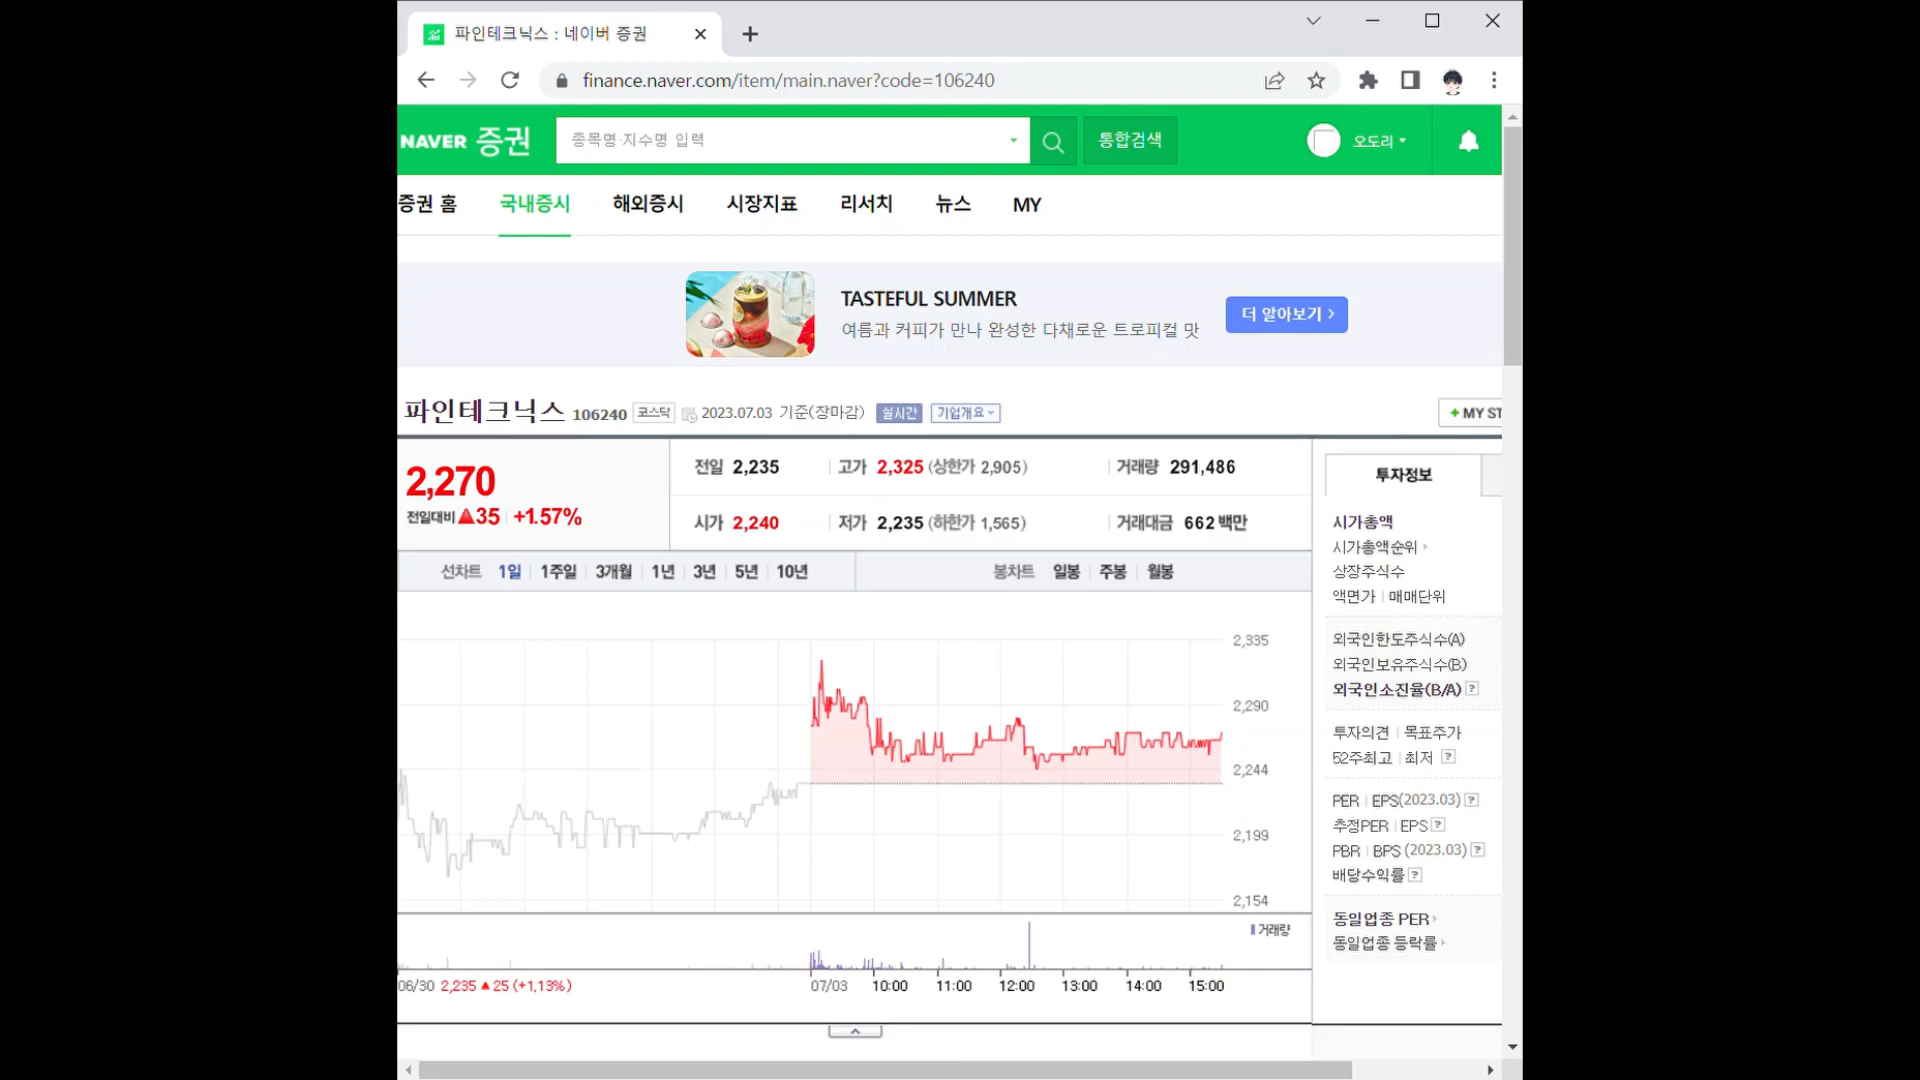 파인테크닉스 : 네이버 증권
finance.naver.com/item/main.naver?code=106240
NAVER 증권
종목명·지수명 입력
통합검색
오도리
증권 홈 국내증시 해외증시 시장지표 리서치 뉴스 MY
TASTEFUL SUMMER
여름과 커피가 만나 완성한 다채로운 트로피컬 맛
더 알아보기
파인테크닉스 106240 코스닥 2023.07.03 기준(장마감) 실시간 기업개요
+ MY ST
2,270
전일대비 ▲35 +1.57%
전일 2,235 고가 2,325 (상한가 2,905) 거래량 291,486
시가 2,240 저가 2,235 (하한가 1,565) 거래대금 662 백만
선차트 1일 1주일 3개월 1년 3년 5년 10년
봉차트 일봉 주봉 월봉
2,335
2,290
2,244
2,199
2,154
거래량
06/30 2,235 ▲25 (+1.13%)
07/03 10:00 11:00 12:00 13:00 14:00 15:00
투자정보
시가총액
시가총액순위
상장주식수
액면가 매매단위
외국인한도주식수(A)
외국인보유주식수(B)
외국인소진율(B/A) ?
투자의견 목표주가
52주최고 최저 ?
PER EPS(2023.03) ?
추정PER EPS ?
PBR BPS (2023.03) ?
배당수익률 ?
동일업종 PER
동일업종 등락률